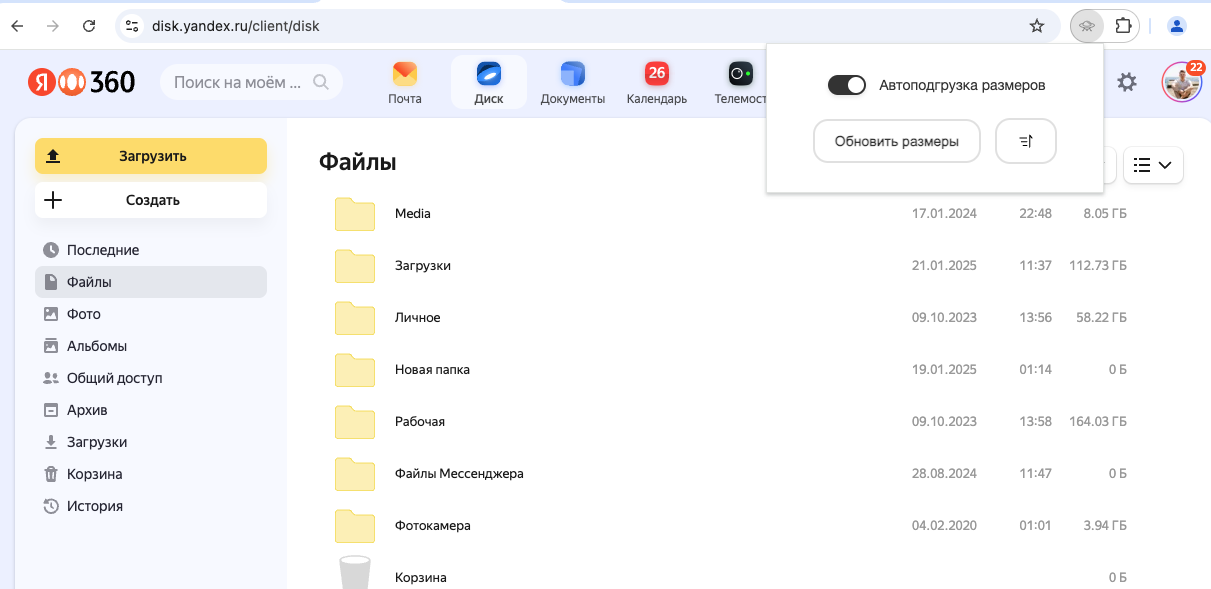 disk.yandex.ru/client/disk
Я 360
Поиск на моём ...
Почта
Диск
Документы
26
Календарь
Телемост
22
Автоподгрузка размеров
Обновить размеры
Загрузить
Создать
Последние
Файлы
Фото
Альбомы
Общий доступ
Архив
Загрузки
Корзина
История
Файлы
Media 17.01.2024 22:48 8.05 ГБ
Загрузки 21.01.2025 11:37 112.73 ГБ
Личное 09.10.2023 13:56 58.22 ГБ
Новая папка 19.01.2025 01:14 0 Б
Рабочая 09.10.2023 13:58 164.03 ГБ
Файлы Мессенджера 28.08.2024 11:47 0 Б
Фотокамера 04.02.2020 01:01 3.94 ГБ
Корзина 0 Б